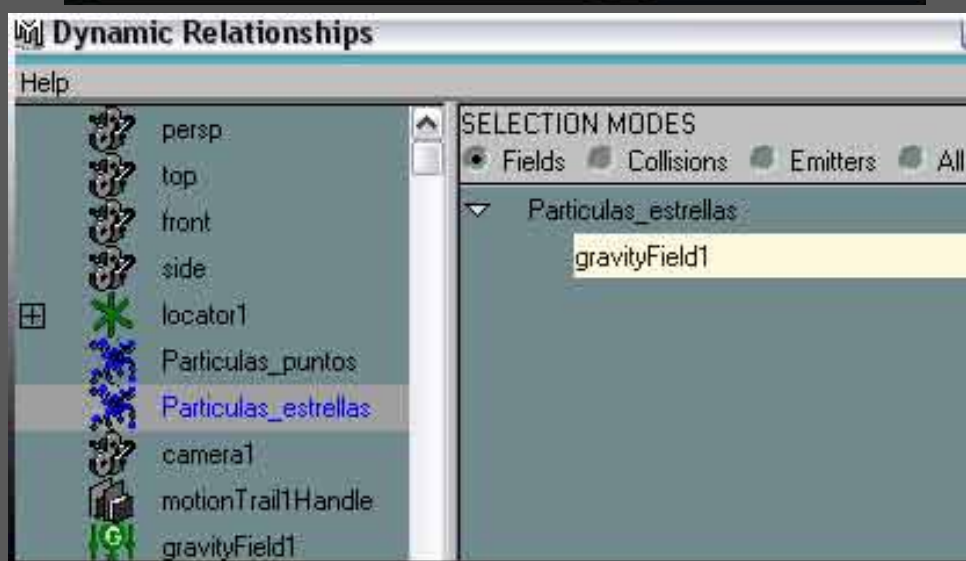 Dynamic Relationships
Help
persp
top
front
side
locator1
Particulas_puntos
Particulas_estrellas
camera1
motionTrail1Handle
gravityField1
SELECTION MODES
Fields Collisions Emitters All
Particulas_estrellas
gravityField1